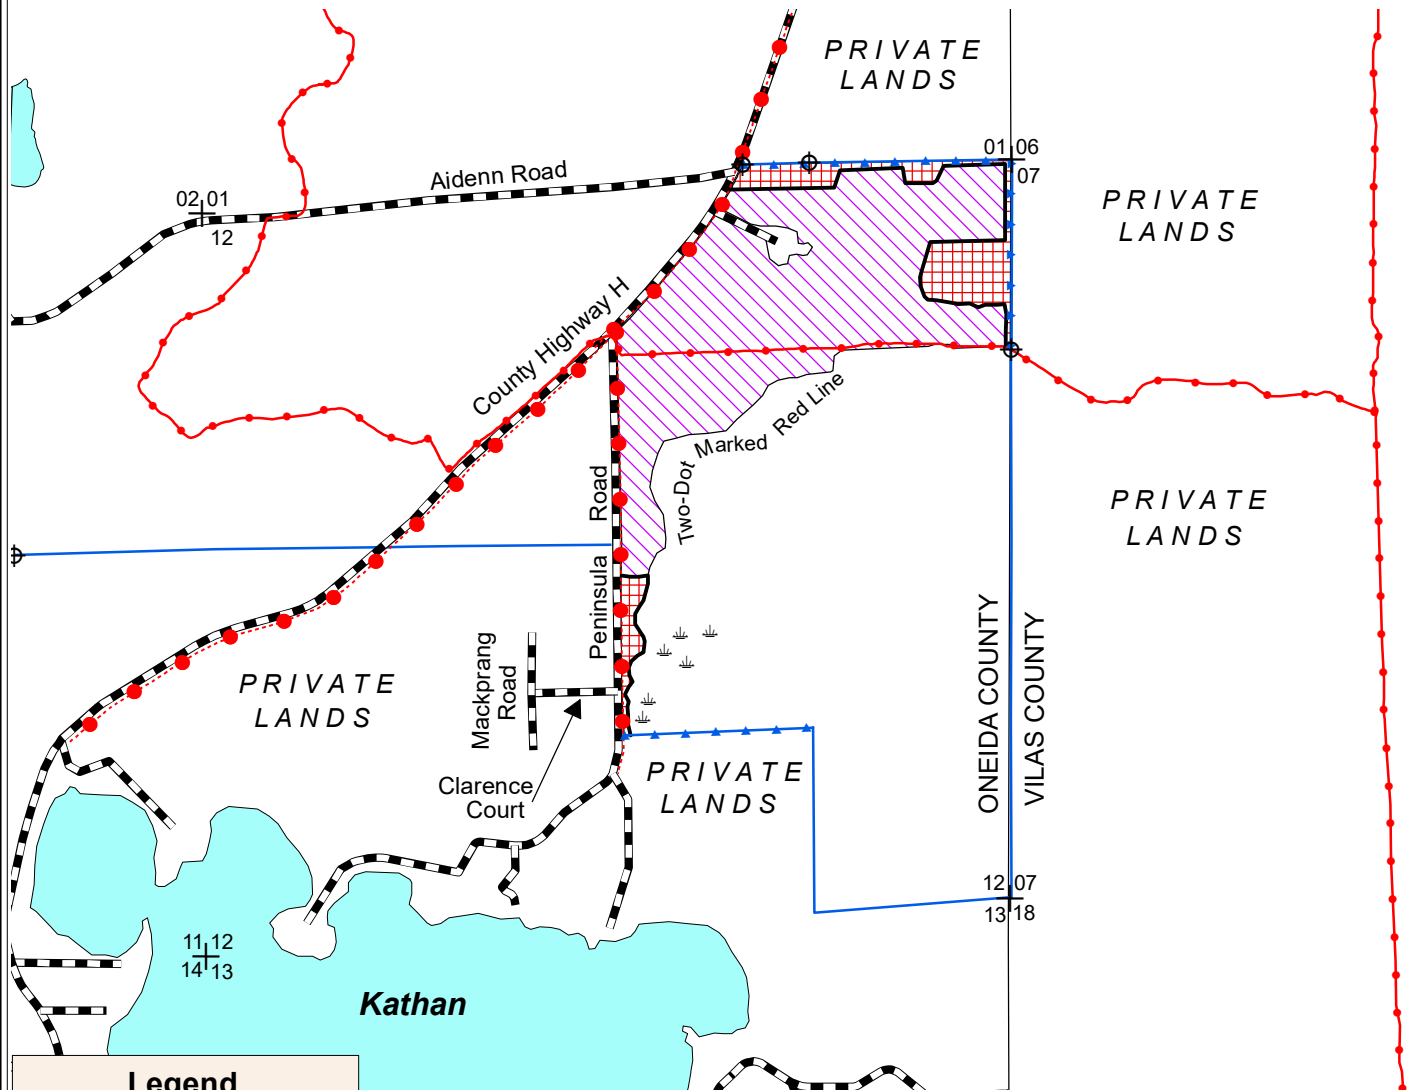 PRIVATE
LANDS
01 06
07
Aidenn Road
02 01
12
PRIVATE
LANDS
County Highway H
Two-Dot Marked Red Line
Peninsula Road
PRIVATE
LANDS
ONEIDA COUNTY
VILAS COUNTY
Mackprang
Road
PRIVATE
LANDS
Clarence
Court
PRIVATE
LANDS
12 07
13 18
11 12
14 13
Kathan
Legend